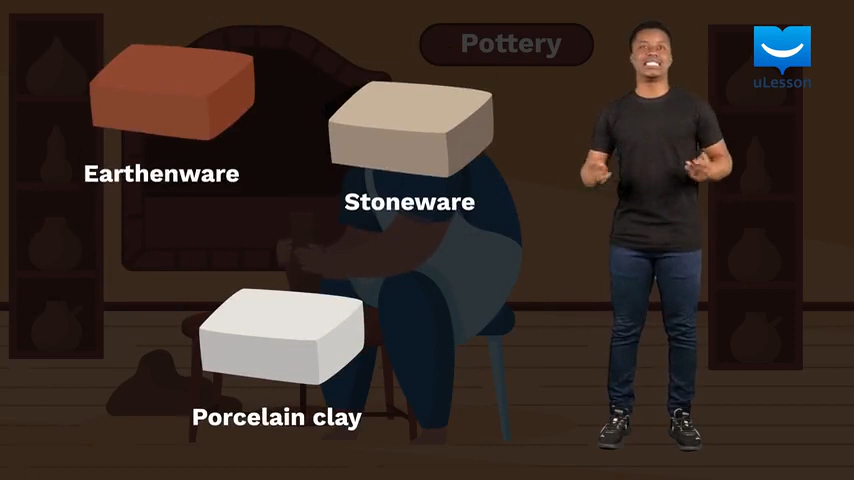 Pottery
uLesson
Earthenware
Stoneware
Porcelain clay